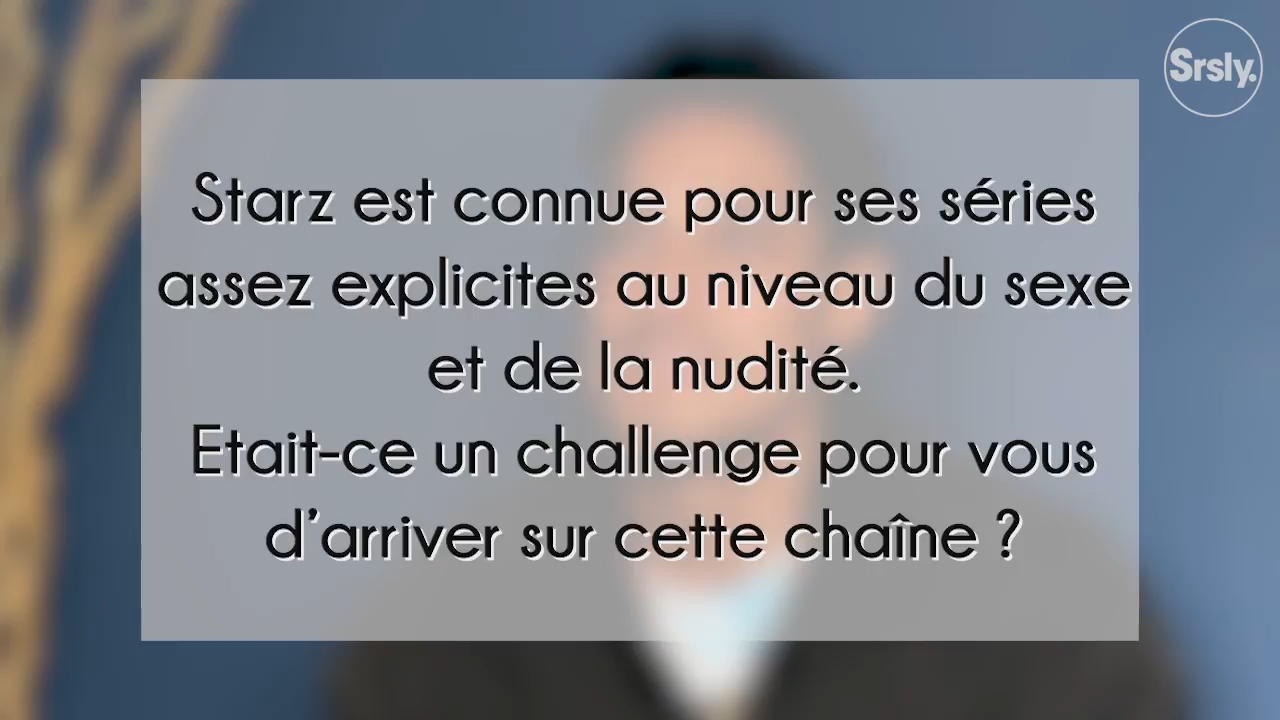 Srsly.
Starz est connue pour ses séries
assez explicites au niveau du sexe
et de la nudité.
Etait-ce un challenge pour vous
d'arriver sur cette chaîne ?